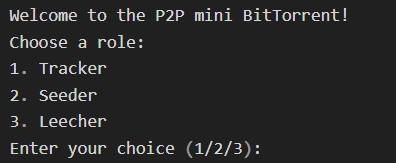 Welcome to the P2P mini BitTorrent!
Choose a role:
1. Tracker
2. Seeder
3. Leecher
Enter your choice (1/2/3):